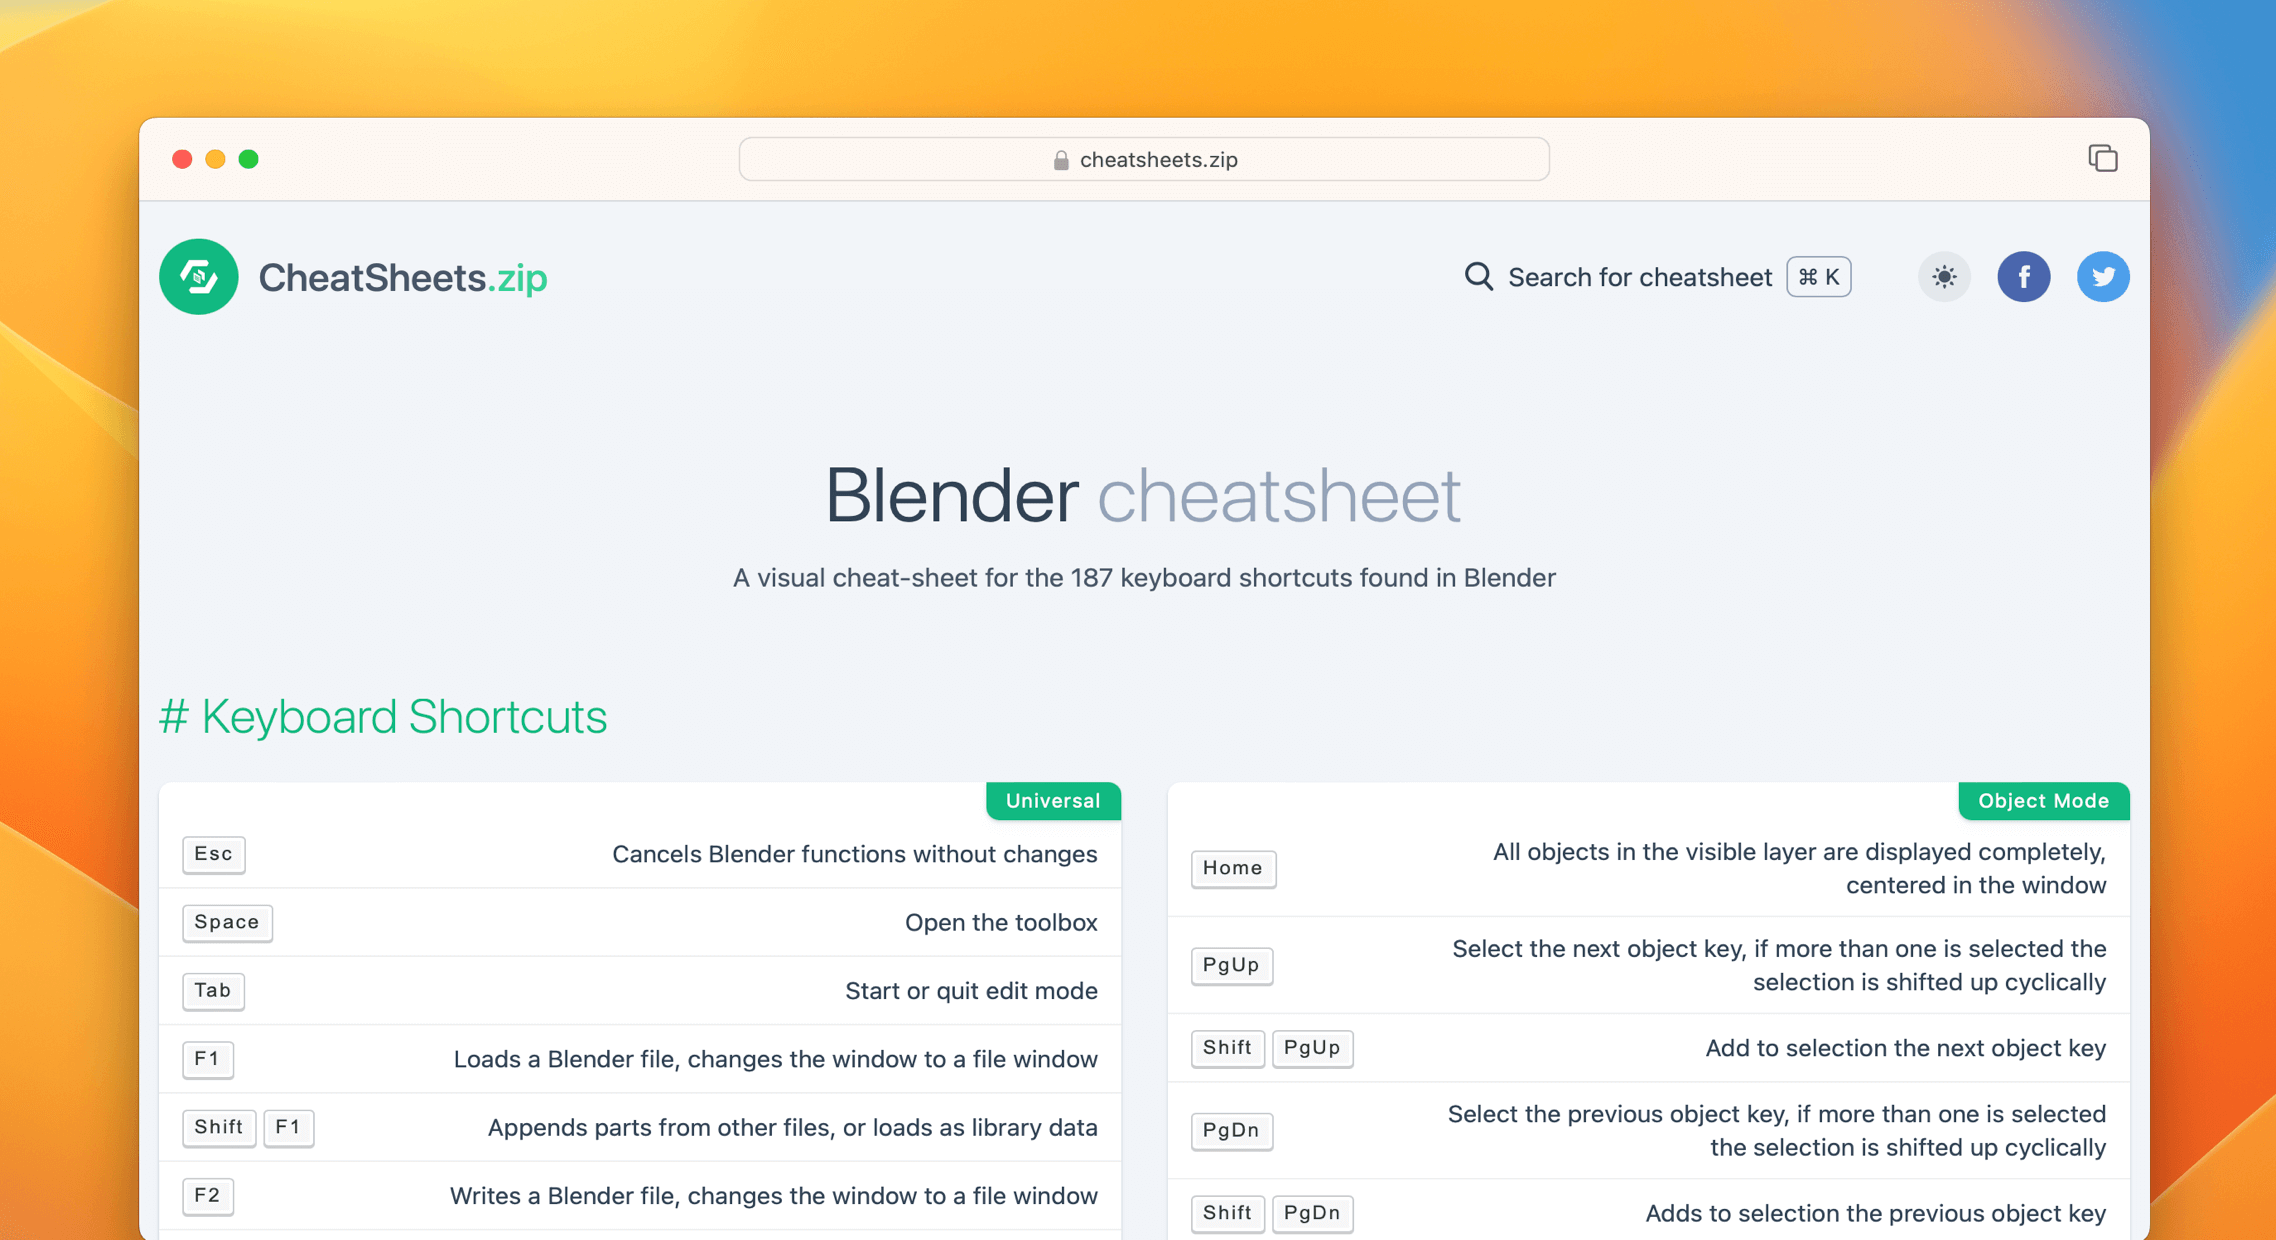 cheatsheets.zip
CheatSheets.zip
Search for cheatsheet ⌘ K
f
Blender cheatsheet
A visual cheat-sheet for the 187 keyboard shortcuts found in Blender
# Keyboard Shortcuts
Universal
Esc Cancels Blender functions without changes
Space Open the toolbox
Tab Start or quit edit mode
F1 Loads a Blender file, changes the window to a file window
Shift F1 Appends parts from other files, or loads as library data
F2 Writes a Blender file, changes the window to a file window
Object Mode
Home All objects in the visible layer are displayed completely,
centered in the window
PgUp Select the next object key, if more than one is selected the
selection is shifted up cyclically
Shift PgUp Add to selection the next object key
PgDn Select the previous object key, if more than one is selected
the selection is shifted up cyclically
Shift PgDn Adds to selection the previous object key